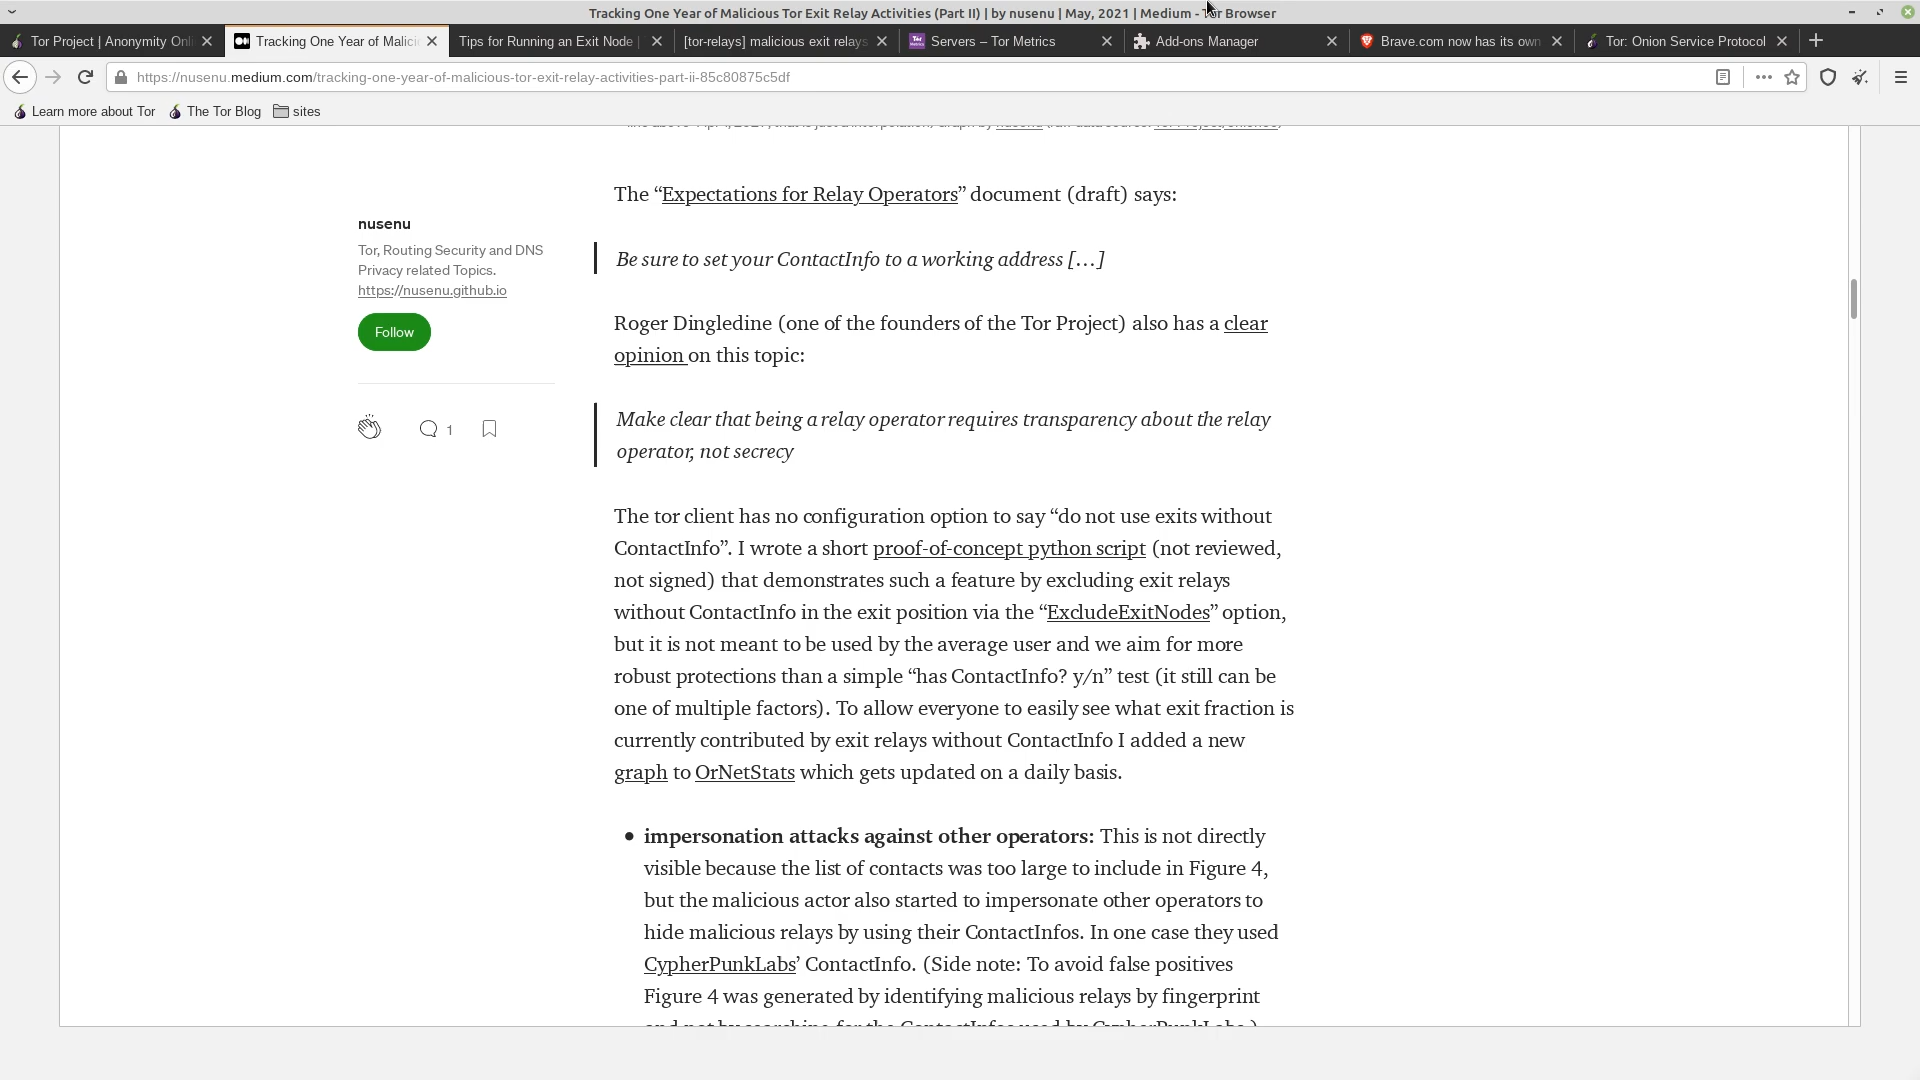 Tracking One Year of Malicious Tor Exit Relay Activities (Part II) | by nusenu | May, 2021 | Medium - Tor Browser
Tor Project | Anonymity Onli
Tracking One Year of Malici
Tips for Running an Exit Node |
[tor-relays] malicious exit relays
Servers – Tor Metrics
Add-ons Manager
Brave.com now has its own
Tor: Onion Service Protocol
https://nusenu.medium.com/tracking-one-year-of-malicious-tor-exit-relay-activities-part-ii-85c80875c5df
Learn more about Tor
The Tor Blog
sites
nusenu
Tor, Routing Security and DNS
Privacy related Topics.
https://nusenu.github.io
Follow
1
The “Expectations for Relay Operators” document (draft) says:
Be sure to set your ContactInfo to a working address […]
Roger Dingledine (one of the founders of the Tor Project) also has a clear
opinion on this topic:
Make clear that being a relay operator requires transparency about the relay
operator, not secrecy
The tor client has no configuration option to say “do not use exits without
ContactInfo”. I wrote a short proof-of-concept python script (not reviewed,
not signed) that demonstrates such a feature by excluding exit relays
without ContactInfo in the exit position via the “ExcludeExitNodes” option,
but it is not meant to be used by the average user and we aim for more
robust protections than a simple “has ContactInfo? y/n” test (it still can be
one of multiple factors). To allow everyone to easily see what exit fraction is
currently contributed by exit relays without ContactInfo I added a new
graph to OrNetStats which gets updated on a daily basis.
• impersonation attacks against other operators: This is not directly
visible because the list of contacts was too large to include in Figure 4,
but the malicious actor also started to impersonate other operators to
hide malicious relays by using their ContactInfos. In one case they used
CypherPunkLabs’ ContactInfo. (Side note: To avoid false positives
Figure 4 was generated by identifying malicious relays by fingerprint
and not by searching for the ContactInfos used by CypherPunkLabs.)